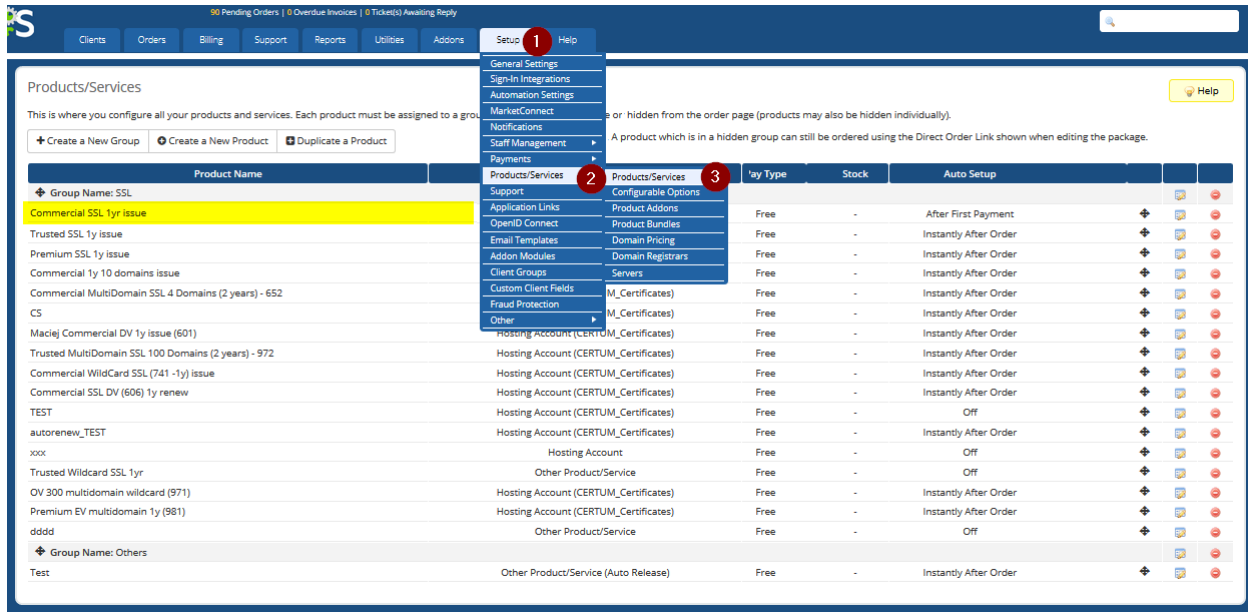 S
90 Pending Orders | 0 Overdue Invoices | 0 Ticket(s) Awaiting Reply
Clients Orders Billing Support Reports Utilities Addons Setup 1 Help
General Settings
Sign-In Integrations
Automation Settings
MarketConnect
Notifications
Staff Management
Payments
Products/Services 2
Support
Application Links
OpenID Connect
Email Templates
Addon Modules
Client Groups
Custom Client Fields
Fraud Protection
Other
Products/Services 3
Configurable Options
Product Addons
Product Bundles
Domain Pricing
Domain Registrars
Servers
Products/Services
Help
This is where you configure all your products and services. Each product must be assigned to a grou e or hidden from the order page (products may also be hidden individually).
A product which is in a hidden group can still be ordered using the Direct Order Link shown when editing the package.
Create a New Group Create a New Product Duplicate a Product
Product Name ay Type Stock Auto Setup
Group Name: SSL
Commercial SSL 1yr issue Free - After First Payment
Trusted SSL 1y issue Free - Instantly After Order
Premium SSL 1y issue Free - Instantly After Order
Commercial 1y 10 domains issue Free - Instantly After Order
Commercial MultiDomain SSL 4 Domains (2 years) - 652 M_Certificates) Free - Instantly After Order
CS M_Certificates) Free - Instantly After Order
Maciej Commercial DV 1y issue (601) Hosting Account (CERTUM_Certificates) Free - Instantly After Order
Trusted MultiDomain SSL 100 Domains (2 years) - 972 Hosting Account (CERTUM_Certificates) Free - Instantly After Order
Commercial WildCard SSL (741 -1y) issue Hosting Account (CERTUM_Certificates) Free - Instantly After Order
Commercial SSL DV (606) 1y renew Hosting Account (CERTUM_Certificates) Free - Instantly After Order
TEST Hosting Account (CERTUM_Certificates) Free - Off
autorenew_TEST Hosting Account (CERTUM_Certificates) Free - Instantly After Order
xxx Hosting Account Free - Off
Trusted Wildcard SSL 1yr Other Product/Service Free - Off
OV 300 multidomain wildcard (971) Hosting Account (CERTUM_Certificates) Free - Instantly After Order
Premium EV multidomain 1y (981) Hosting Account (CERTUM_Certificates) Free - Instantly After Order
dddd Other Product/Service Free - Off
Group Name: Others
Test Other Product/Service (Auto Release) Free - Instantly After Order